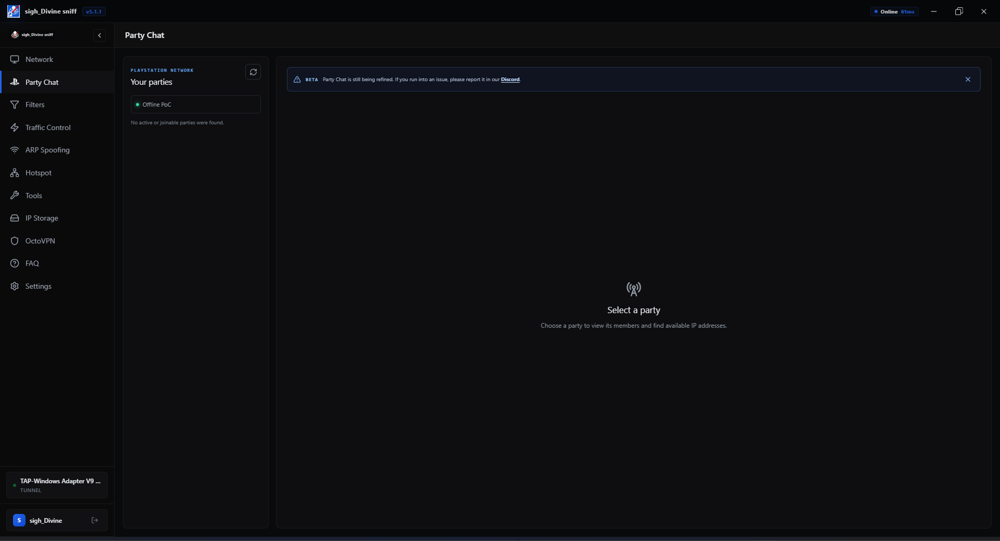 sigh_Divine sniff v5.1.1
Online 61ms
sigh_Divine sniff
Party Chat
Network
Party Chat
Filters
Traffic Control
ARP Spoofing
Hotspot
Tools
IP Storage
OctoVPN
FAQ
Settings
TAP-Windows Adapter V9 ...
TUNNEL
S sigh_Divine
PLAYSTATION NETWORK
Your parties
Offline PoC
No active or joinable parties were found.
BETA Party Chat is still being refined. If you run into an issue, please report it in our Discord.
Select a party
Choose a party to view its members and find available IP addresses.